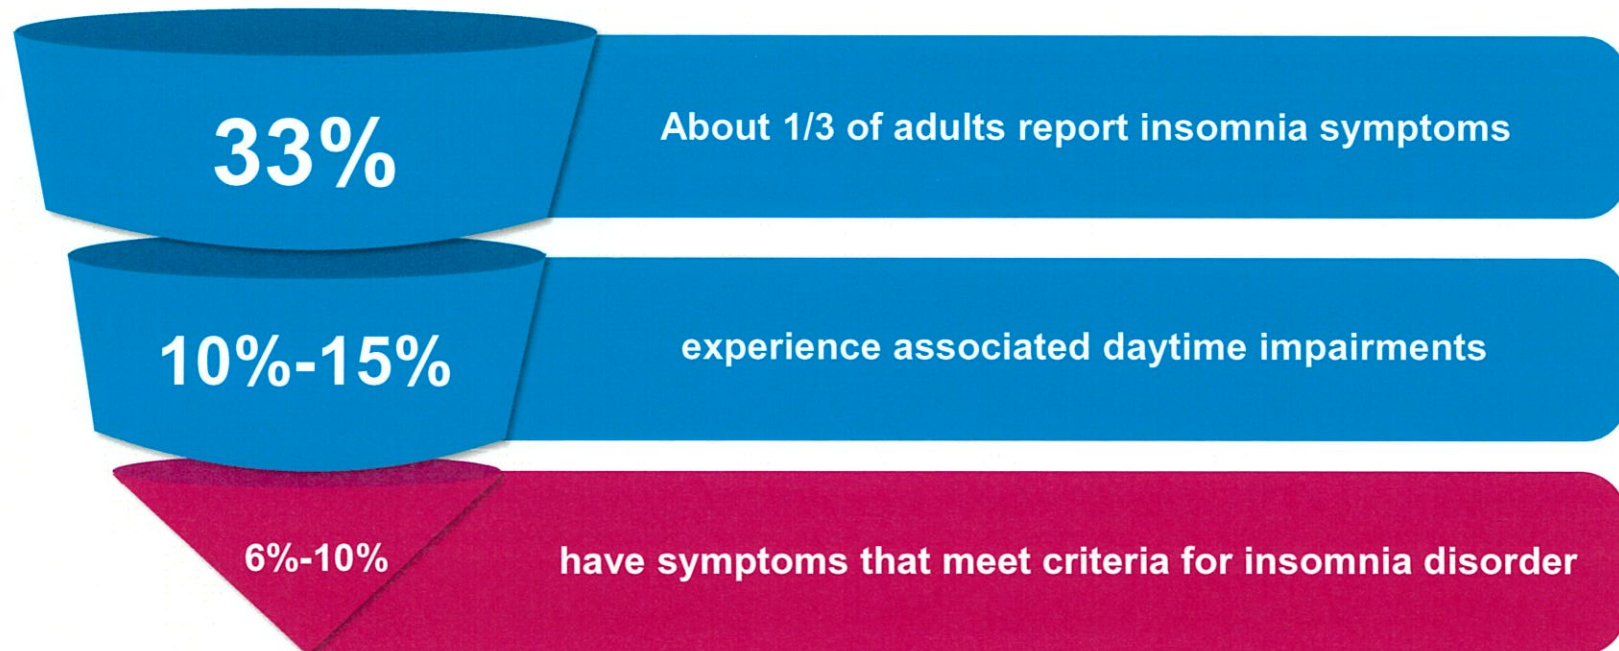 33%
About 1/3 of adults report insomnia symptoms
10%-15%
experience associated daytime impairments
6%-10%
have symptoms that meet criteria for insomnia disorder